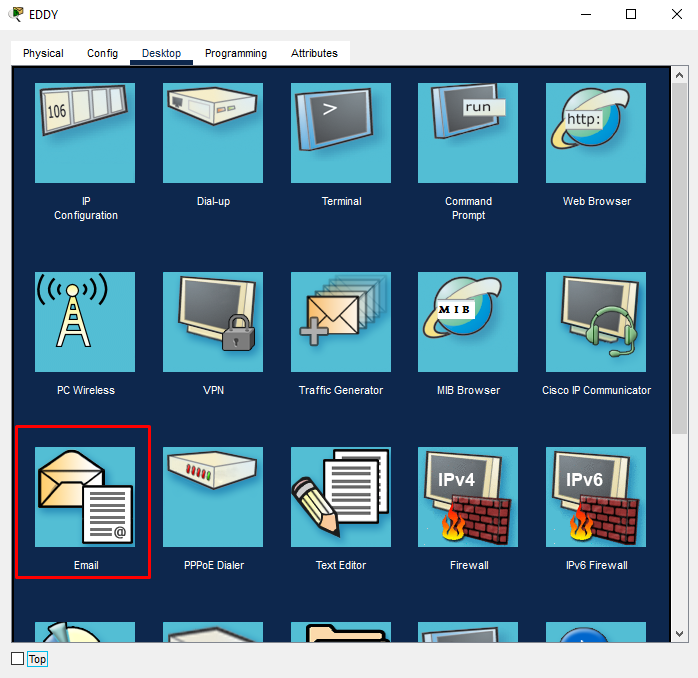 EDDY
Physical Config Desktop Programming Attributes
106
>
run
http:
IP
Configuration
Dial-up
Terminal
Command
Prompt
Web Browser
MIB
PC Wireless
VPN
Traffic Generator
MIB Browser
Cisco IP Communicator
@
IPv4
IPv6
Email
PPPoE Dialer
Text Editor
Firewall
IPv6 Firewall
Top